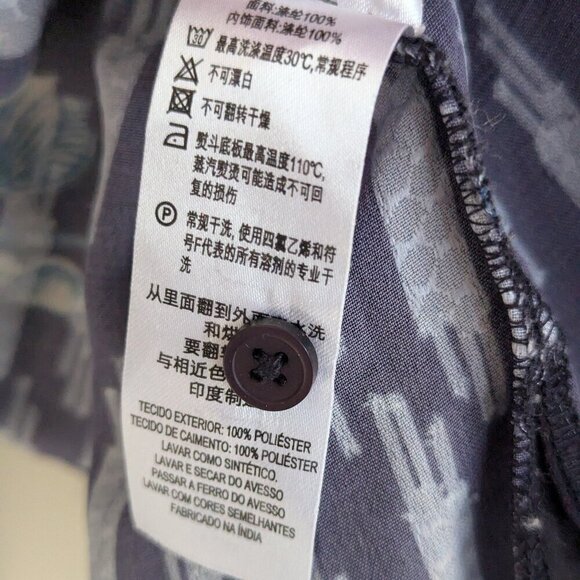 面料:涤纶100%
内饰面料:涤纶100%
最高洗涤温度30℃,常规程序
不可漂白
不可翻转干燥
熨斗底板最高温度110℃,
蒸汽熨烫可能造成不可回
复的损伤
P
常规干洗, 使用四氯乙烯和符
号F代表的所有溶剂的专业干
洗
从里面翻到外面 水洗
和烘
要翻转
与相近色
印度制造
TECIDO EXTERIOR: 100% POLIÉSTER
TECIDO DE CAIMENTO: 100% POLIÉSTER
LAVAR COMO SINTÉTICO.
LAVAR E SECAR DO AVESSO
PASSAR A FERRO DO AVESSO
LAVAR COM CORES SEMELHANTES
FABRICADO NA ÍNDIA